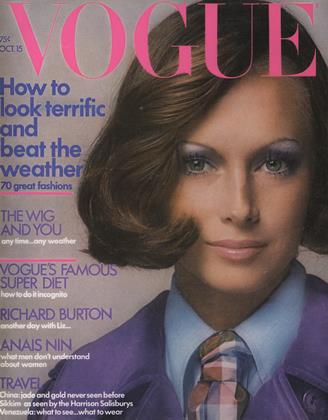 VOGUE
75¢
OCT. 15
How to
look terrific
and
beat the
weather
70 great fashions
THE WIG
AND YOU
any time...any weather
VOGUE'S FAMOUS
SUPER DIET
how to do it incognito
RICHARD BURTON
another day with Liz...
ANAIS NIN
what men don't understand
about women
TRAVEL
China: jade and gold never seen before
Sikkim as seen by the Harrison Salisburys
Venezuela: what to see...what to wear